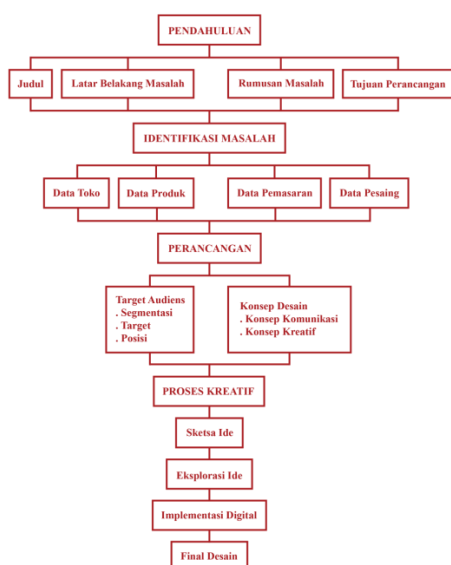 PENDAHULUAN
Judul
Latar Belakang Masalah
Rumusan Masalah
Tujuan Perancangan
IDENTIFIKASI MASALAH
Data Toko
Data Produk
Data Pemasaran
Data Pesaing
PERANCANGAN
Target Audiens
. Segmentasi
. Target
. Posisi
Konsep Desain
. Konsep Komunikasi
. Konsep Kreatif
PROSES KREATIF
Sketsa Ide
Eksplorasi Ide
Implementasi Digital
Final Desain